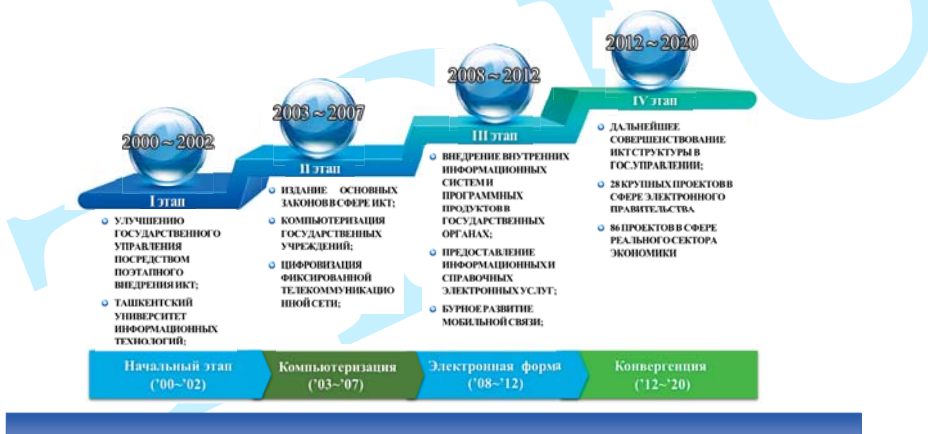 2000 ~ 2002
I этап
УЛУЧШЕНИЮ
ГОСУДАРСТВЕННОГО
УПРАВЛЕНИЯ
ПОСРЕДСТВОМ
ПОЭТАПНОГО
ВНЕДРЕНИЯ ИКТ;
ТАШКЕНТСКИЙ
УНИВЕРСИТЕТ
ИНФОРМАЦИОННЫХ
ТЕХНОЛОГИЙ;
2003 ~ 2007
II этап
ИЗДАНИЕ ОСНОВНЫХ
ЗАКОНОВ В СФЕРЕ ИКТ;
КОМПЬЮТЕРИЗАЦИЯ
ГОСУДАРСТВЕННЫХ
УЧРЕЖДЕНИЙ;
ЦИФРОВИЗАЦИЯ
ФИКСИРОВАННОЙ
ТЕЛЕКОММУНИКАЦИО
ННОЙ СЕТИ;
2008 ~ 2012
III этап
ВНЕДРЕНИЕ ВНУТРЕННИХ
ИНФОРМАЦИОННЫХ
СИСТЕМ И
ПРОГРАММНЫХ
ПРОДУКТОВ В
ГОСУДАРСТВЕННЫХ
ОРГАНАХ;
ПРЕДОСТАВЛЕНИЕ
ИНФОРМАЦИОННЫХ И
СПРАВОЧНЫХ
ЭЛЕКТРОННЫХ УСЛУГ;
БУРНОЕ РАЗВИТИЕ
МОБИЛЬНОЙ СВЯЗИ;
2012 ~ 2020
IV этап
ДАЛЬНЕЙШЕЕ
СОВЕРШЕНСТВОВАНИЕ
ИКТ СТРУКТУРЫ В
ГОС.УПРАВЛЕНИИ;
28 КРУПНЫХ ПРОЕКТОВ В
СФЕРЕ ЭЛЕКТРОННОГО
ПРАВИТЕЛЬСТВА
86 ПРОЕКТОВ В СФЕРЕ
РЕАЛЬНОГО СЕКТОРА
ЭКОНОМИКИ
Начальный этап
('00~'02)
Компьютеризация
('03~'07)
Электронная форма
('08~'12)
Конвергенция
('12~'20)